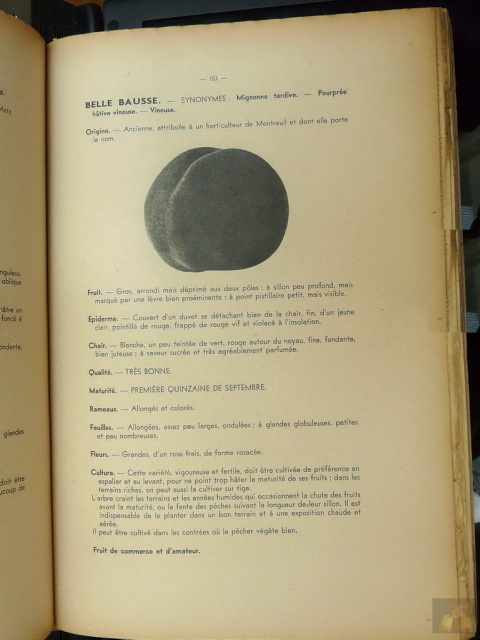 — 153 —
BELLE BAUSSE. — SYNONYMES : Mignonne tardive. — Pourprée
hâtive vineuse. — Vineuse.
Origine. — Ancienne, attribuée à un horticulteur de Montreuil et dont elle porte
le nom.
Fruit. — Gros, arrondi mais déprimé aux deux pôles ; à sillon peu profond, mais
marqué par une lèvre bien proéminente ; à point pistillaire petit, mais visible.
Epiderme. — Couvert d'un duvet se détachant bien de la chair, fin, d'un jaune
clair, pointillé de rouge, frappé de rouge vif et violacé à l'insolation.
Chair. — Blanche, un peu teintée de vert, rouge autour du noyau, fine, fondante,
bien juteuse ; à saveur sucrée et très agréablement parfumée.
Qualité. — TRÈS BONNE.
Maturité. — PREMIÈRE QUINZAINE DE SEPTEMBRE.
Rameaux. — Allongés et colorés.
Feuilles. — Allongées, assez peu larges, ondulées ; à glandes globuleuses, petites
et peu nombreuses.
Fleurs. — Grandes, d'un rose frais, de forme rosacée.
Culture. — Cette variété, vigoureuse et fertile, doit être cultivée de préférence en
espalier et au levant, pour ne point trop hâter la maturité de ses fruits ; dans les
terrains riches, on peut aussi la cultiver sur tige.
L'arbre craint les terrains et les années humides qui occasionnent la chute des fruits
avant la maturité, ou la fente des pêches suivant la longueur de leur sillon. Il est
indispensable de le planter dans un bon terrain et à une exposition chaude et
aérée.
Il peut être cultivé dans les contrées où le pêcher végète bien.
Fruit de commerce et d'amateur.